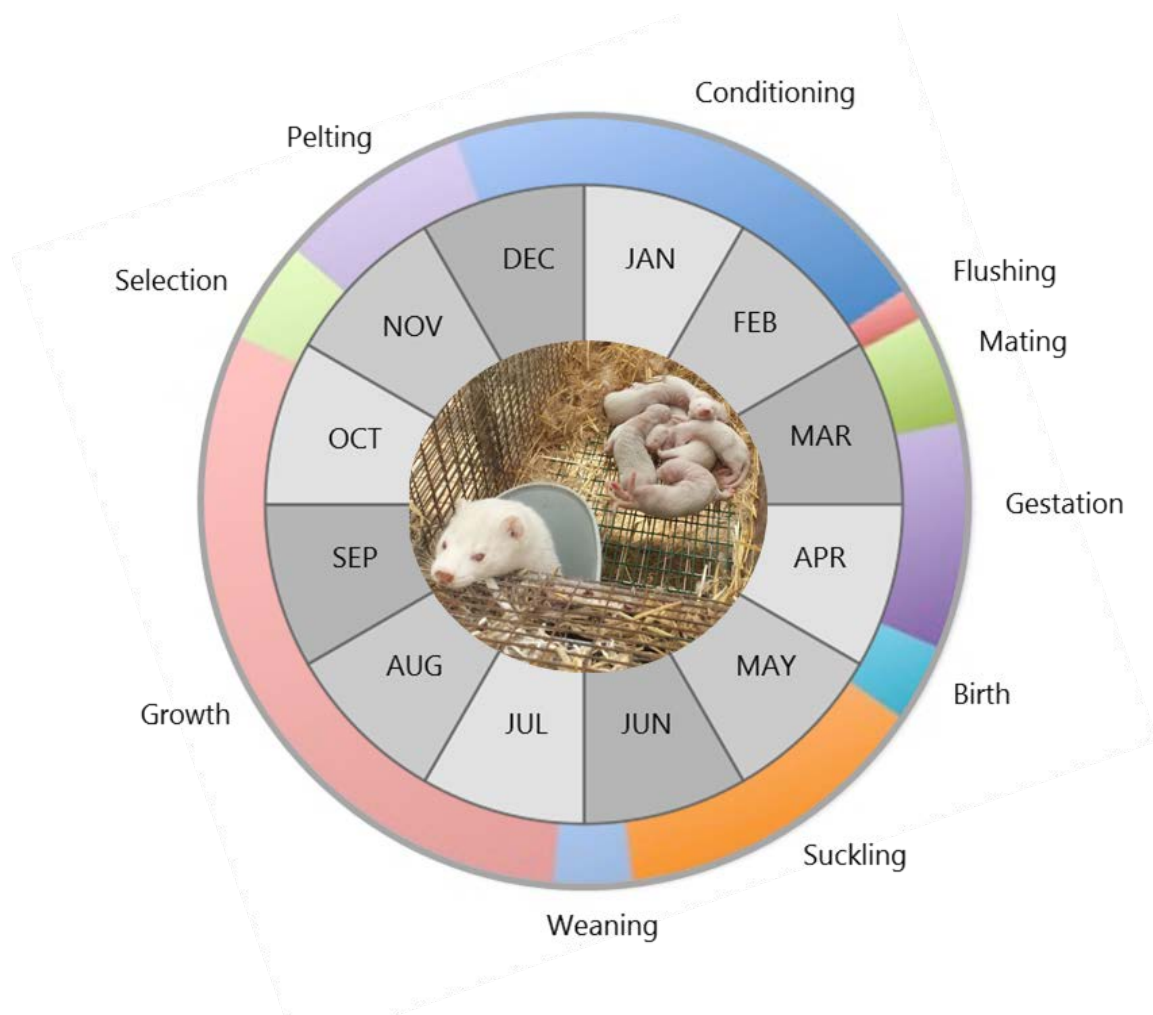 Conditioning
Pelting
Selection
Flushing
Mating
Gestation
Birth
Suckling
Weaning
Growth
JAN
FEB
MAR
APR
MAY
JUN
JUL
AUG
SEP
OCT
NOV
DEC